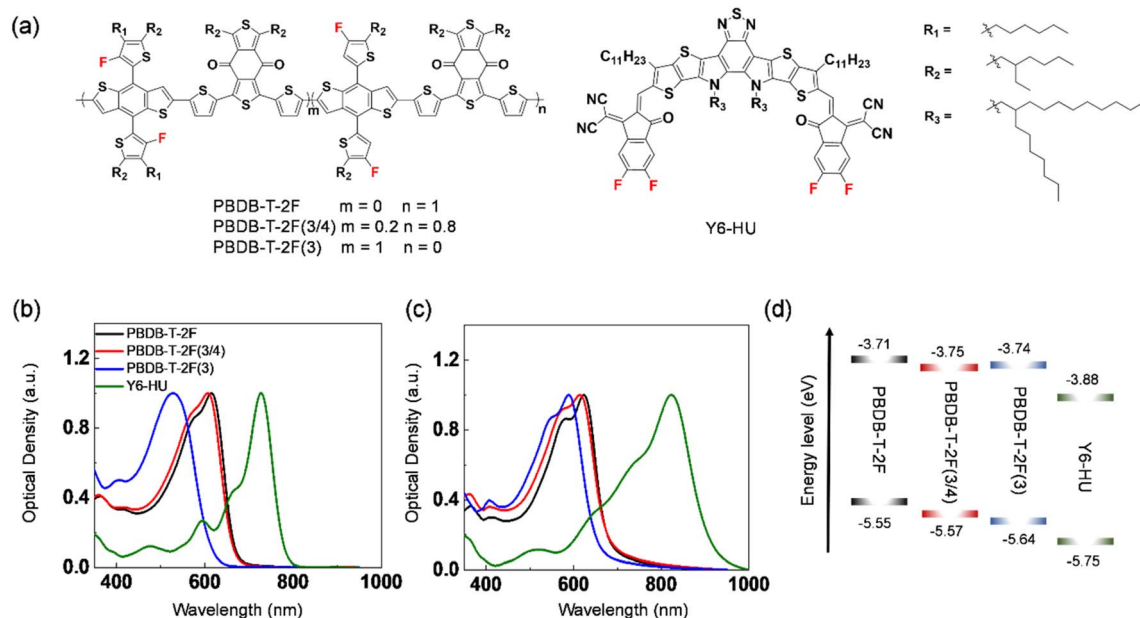 (a)
R1 R2 R2 S R2 F R2 S R2
F S S S
S O O S O O
S S S S S S S S
m n
S S
R2 F R2 F
R1
PBDB-T-2F m = 0 n = 1
PBDB-T-2F(3/4) m = 0.2 n = 0.8
PBDB-T-2F(3) m = 1 n = 0
S
N N
C11H23 S S C11H23
S N N S
R3 R3
NC O O CN
CN CN
F F F F
Y6-HU
R1
R2
R3
(b)
Optical Density (a.u.)
1.2
0.8
0.4
0.0
PBDB-T-2F
PBDB-T-2F(3/4)
PBDB-T-2F(3)
Y6-HU
400 600 800 1000
Wavelength (nm)
(c)
Optical Density (a.u.)
1.2
0.8
0.4
0.0
400 600 800 1000
Wavelength (nm)
(d)
Energy level (eV)
-3.71
PBDB-T-2F
-5.55
-3.75
PBDB-T-2F(3/4)
-5.57
-3.74
PBDB-T-2F(3)
-5.64
-3.88
Y6-HU
-5.75